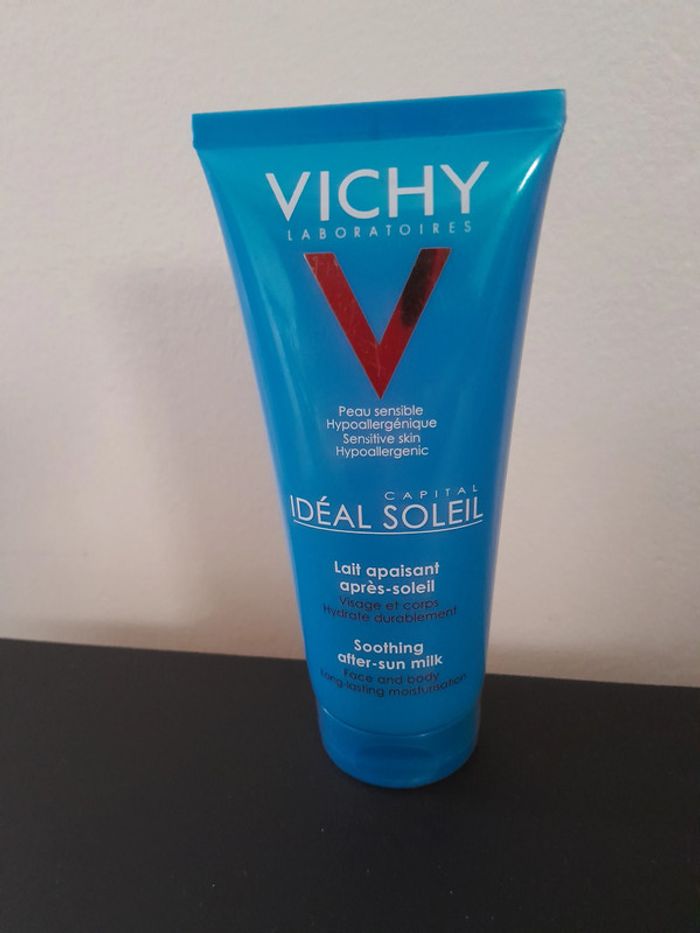 VICHY
LABORATOIRES
V
Peau sensible
Hypoallergénique
Sensitive skin
Hypoallergenic
CAPITAL
IDÉAL SOLEIL
Lait apaisant
après-soleil
Visage et corps
Hydrate durablement
Soothing
after-sun milk
Face and body
Long-lasting moisturisation